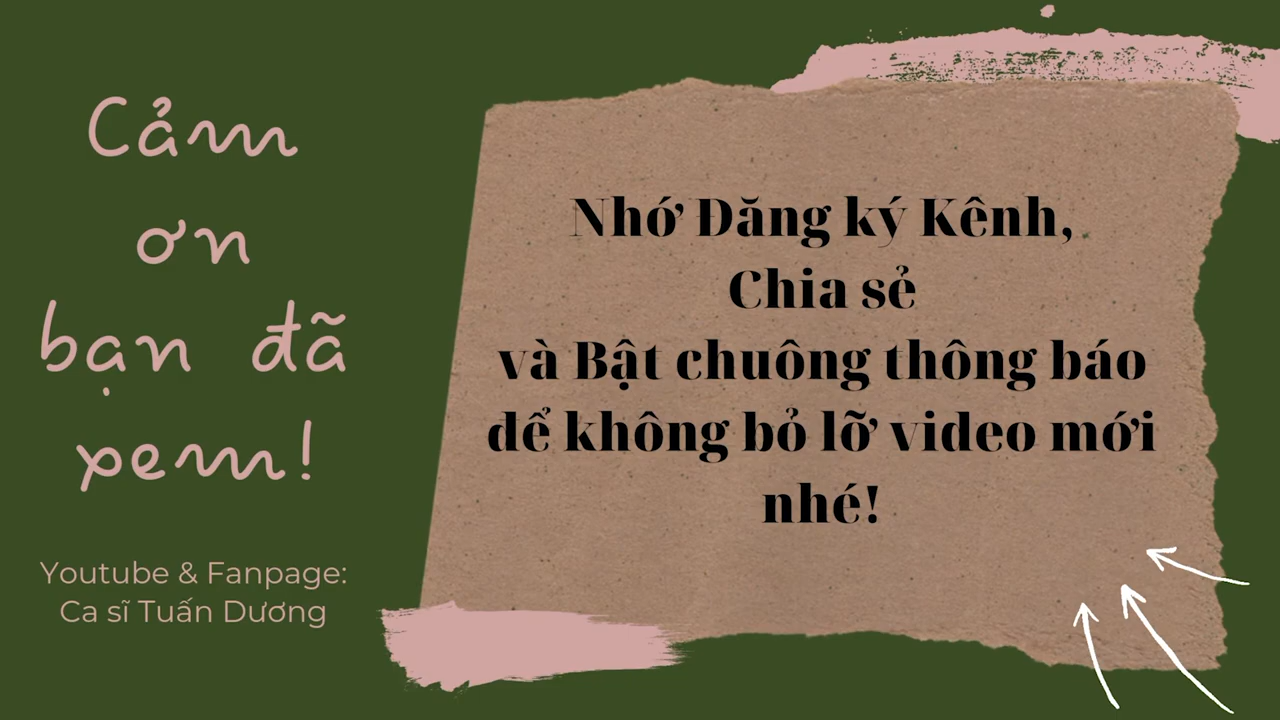 Cảm
ơn
bạn đã
xem!
Youtube & Fanpage:
Ca sĩ Tuấn Dương
Nhớ Đăng ký Kênh,
Chia sẻ
và Bật chuông thông báo
để không bỏ lỡ video mới
nhé!